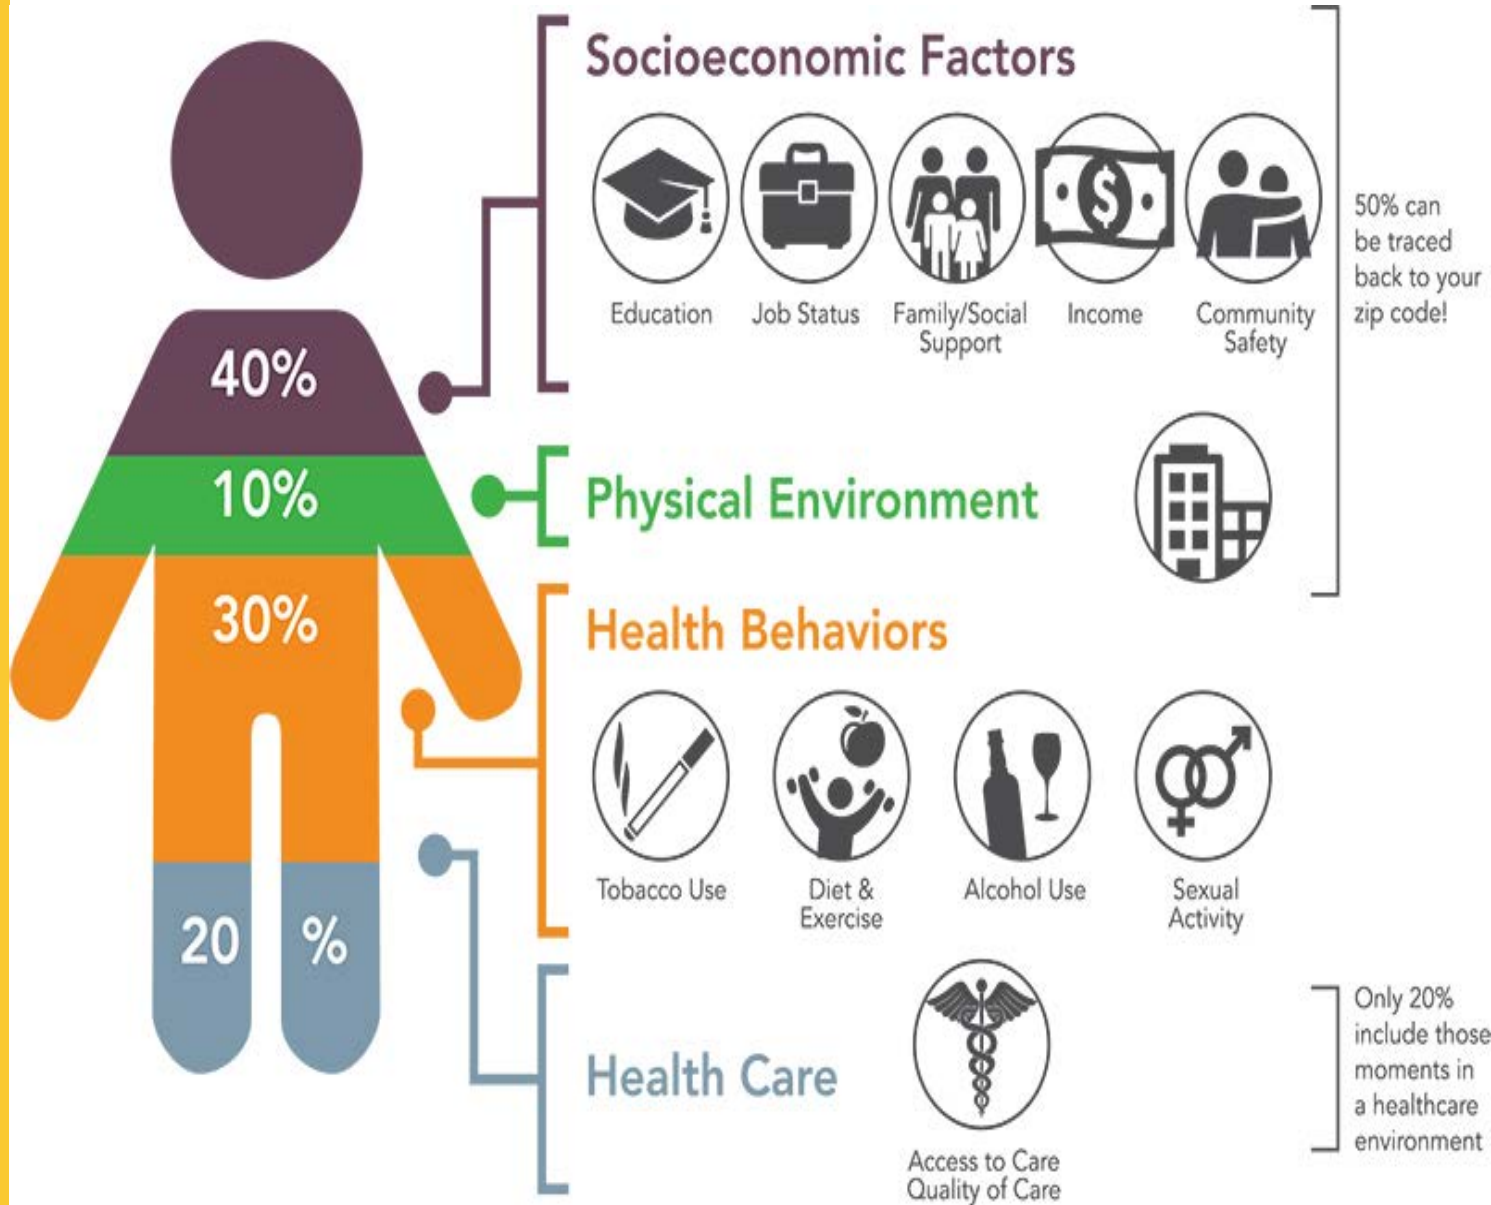 Socioeconomic Factors
Education
Job Status
Family/Social
Support
Income
Community
Safety
50% can
be traced
back to your
zip code!
40%
10%
Physical Environment
30%
Health Behaviors
Tobacco Use
Diet &
Exercise
Alcohol Use
Sexual
Activity
20 %
Health Care
Access to Care
Quality of Care
Only 20%
include those
moments in
a healthcare
environment